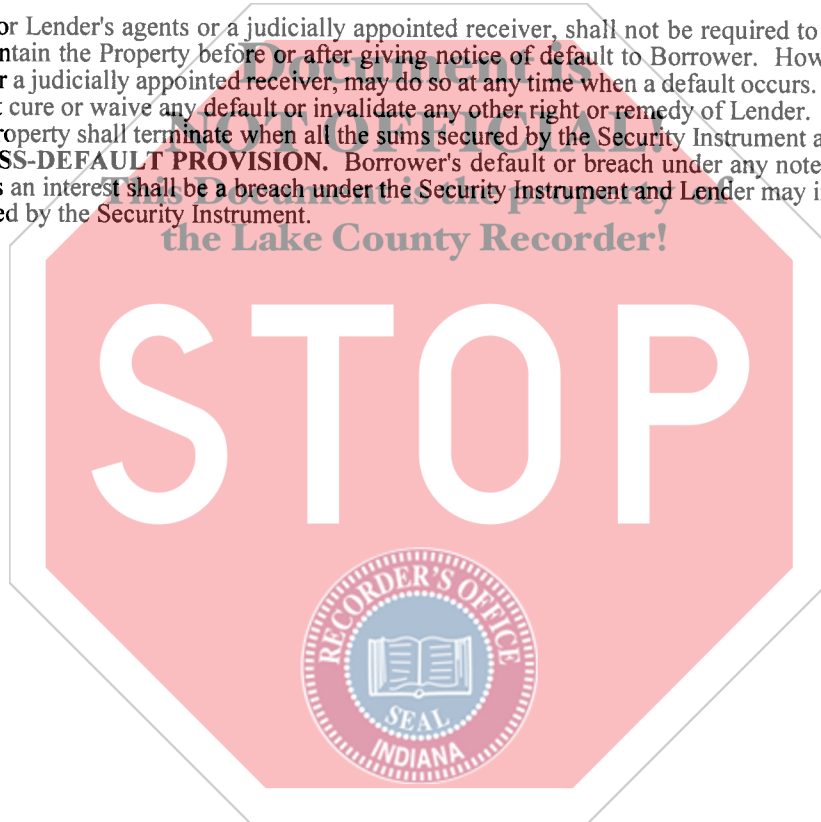 or Lender's agents or a judicially appointed receiver, shall not be required to
ntain the Property before or after giving notice of default to Borrower. How
r a judicially appointed receiver, may do so at any time when a default occurs.
t cure or waive any default or invalidate any other right or remedy of Lender.
roperty shall terminate when all the sums secured by the Security Instrument a
SS-DEFAULT PROVISION. Borrower's default or breach under any note
s an interest shall be a breach under the Security Instrument and Lender may i
ed by the Security Instrument.
Document is
NOT OFFICIAL
This Document is the property of
the Lake County Recorder!
STOP
RECORDER'S OFFICE
SEAL
INDIANA